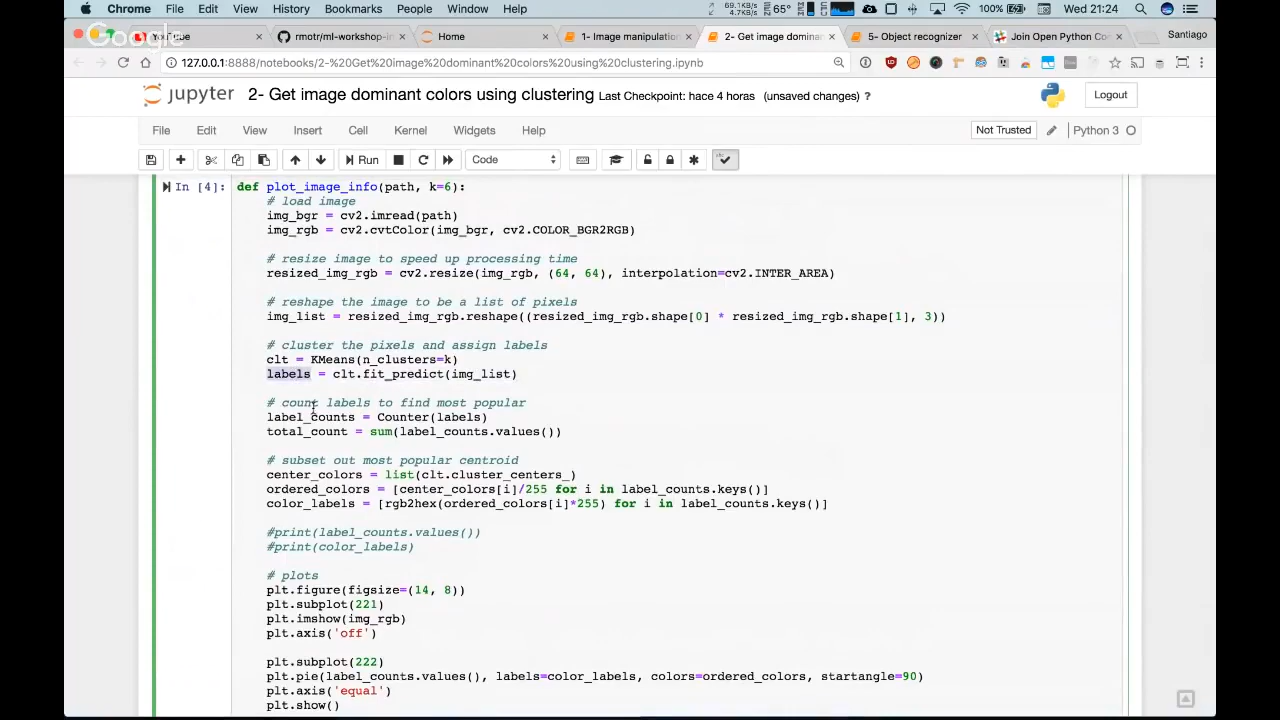 Chrome File Edit View History Bookmarks People Window Help 69.1KB/s 4.7KB/s 65° 100% Wed 21:24
Google
YouTube rmotr/ml-workshop-in Home 1- Image manipulation 2- Get image dominan 5- Object recognizer Join Open Python Co Santiago
127.0.0.1:8888/notebooks/2-%20Get%20image%20dominant%20colors%20using%20clustering.ipynb
jupyter 2- Get image dominant colors using clustering Last Checkpoint: hace 4 horas (unsaved changes) ? Logout
File Edit View Insert Cell Kernel Widgets Help Not Trusted Python 3
Run Code
In [4]: def plot_image_info(path, k=6):
# load image
img_bgr = cv2.imread(path)
img_rgb = cv2.cvtColor(img_bgr, cv2.COLOR_BGR2RGB)
# resize image to speed up processing time
resized_img_rgb = cv2.resize(img_rgb, (64, 64), interpolation=cv2.INTER_AREA)
# reshape the image to be a list of pixels
img_list = resized_img_rgb.reshape((resized_img_rgb.shape[0] * resized_img_rgb.shape[1], 3))
# cluster the pixels and assign labels
clt = KMeans(n_clusters=k)
labels = clt.fit_predict(img_list)
# count labels to find most popular
label_counts = Counter(labels)
total_count = sum(label_counts.values())
# subset out most popular centroid
center_colors = list(clt.cluster_centers_)
ordered_colors = [center_colors[i]/255 for i in label_counts.keys()]
color_labels = [rgb2hex(ordered_colors[i]*255) for i in label_counts.keys()]
#print(label_counts.values())
#print(color_labels)
# plots
plt.figure(figsize=(14, 8))
plt.subplot(221)
plt.imshow(img_rgb)
plt.axis('off')
plt.subplot(222)
plt.pie(label_counts.values(), labels=color_labels, colors=ordered_colors, startangle=90)
plt.axis('equal')
plt.show()